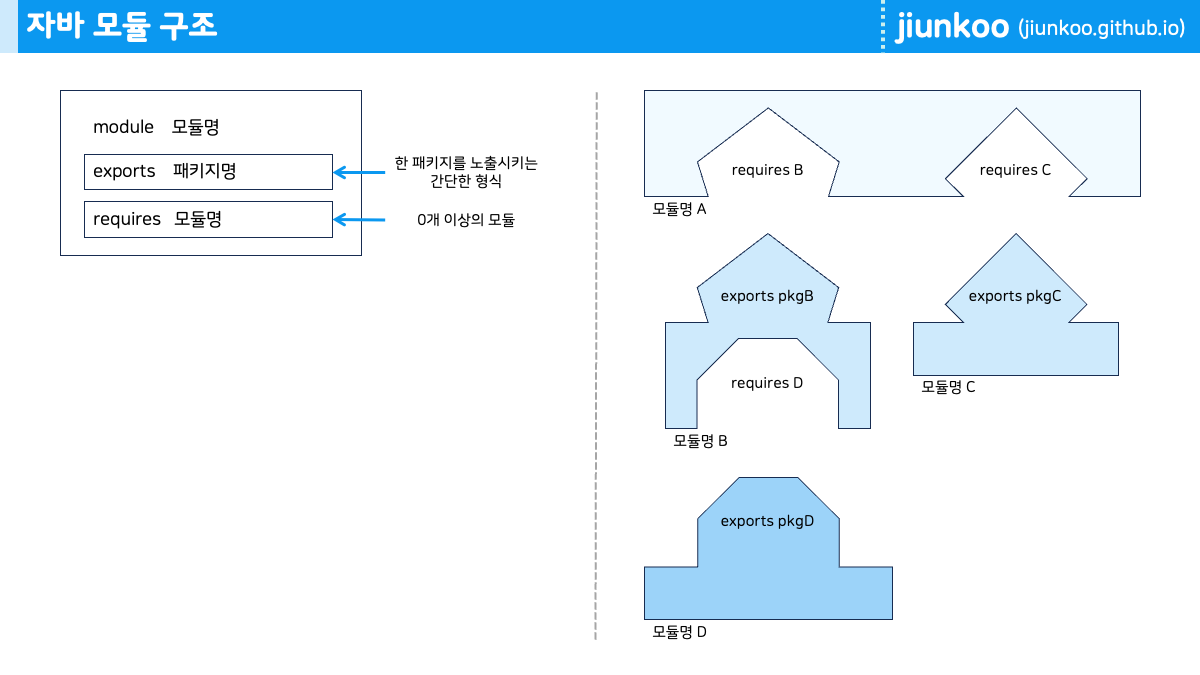 자바 모듈 구조
jiunkoo (jiunkoo.github.io)
module 모듈명
exports 패키지명
requires 모듈명
한 패키지를 노출시키는
간단한 형식
0개 이상의 모듈
requires B
requires C
모듈명 A
exports pkgB
exports pkgC
requires D
모듈명 C
모듈명 B
exports pkgD
모듈명 D